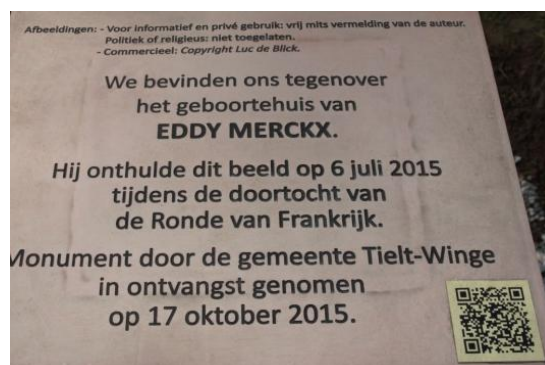 Afbeeldingen: - Voor informatief en privé gebruik: vrij mits vermelding van de auteur.
Politiek of religieus: niet toegelaten.
- Commercieel: Copyright Luc de Blick.
We bevinden ons tegenover
het geboortehuis van
EDDY MERCKX.
Hij onthulde dit beeld op 6 juli 2015
tijdens de doortocht van
de Ronde van Frankrijk.
Monument door de gemeente Tielt-Winge
in ontvangst genomen
op 17 oktober 2015.